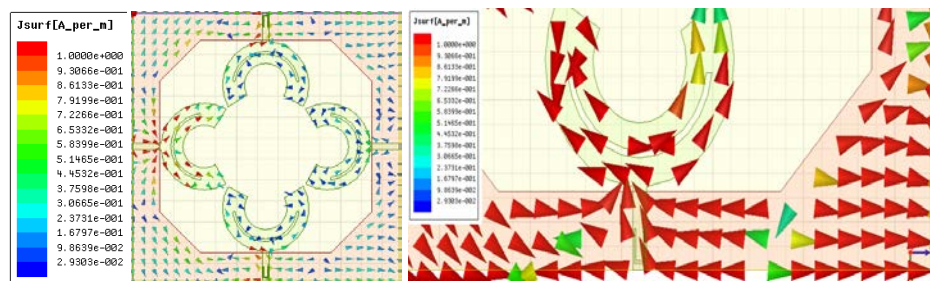 Jsurf[A_per_m]
1.0000e+000
9.3066e-001
8.6133e-001
7.9199e-001
7.2266e-001
6.5332e-001
5.8399e-001
5.1465e-001
4.4532e-001
3.7598e-001
3.0665e-001
2.3731e-001
1.6797e-001
9.8639e-002
2.9303e-002
Jsurf[A_per_m]
1.0000e+000
9.3066e-001
8.6133e-001
7.9199e-001
7.2266e-001
6.5332e-001
5.8399e-001
5.1465e-001
4.4532e-001
3.7598e-001
3.0665e-001
2.3731e-001
1.6797e-001
9.8639e-002
2.9303e-002